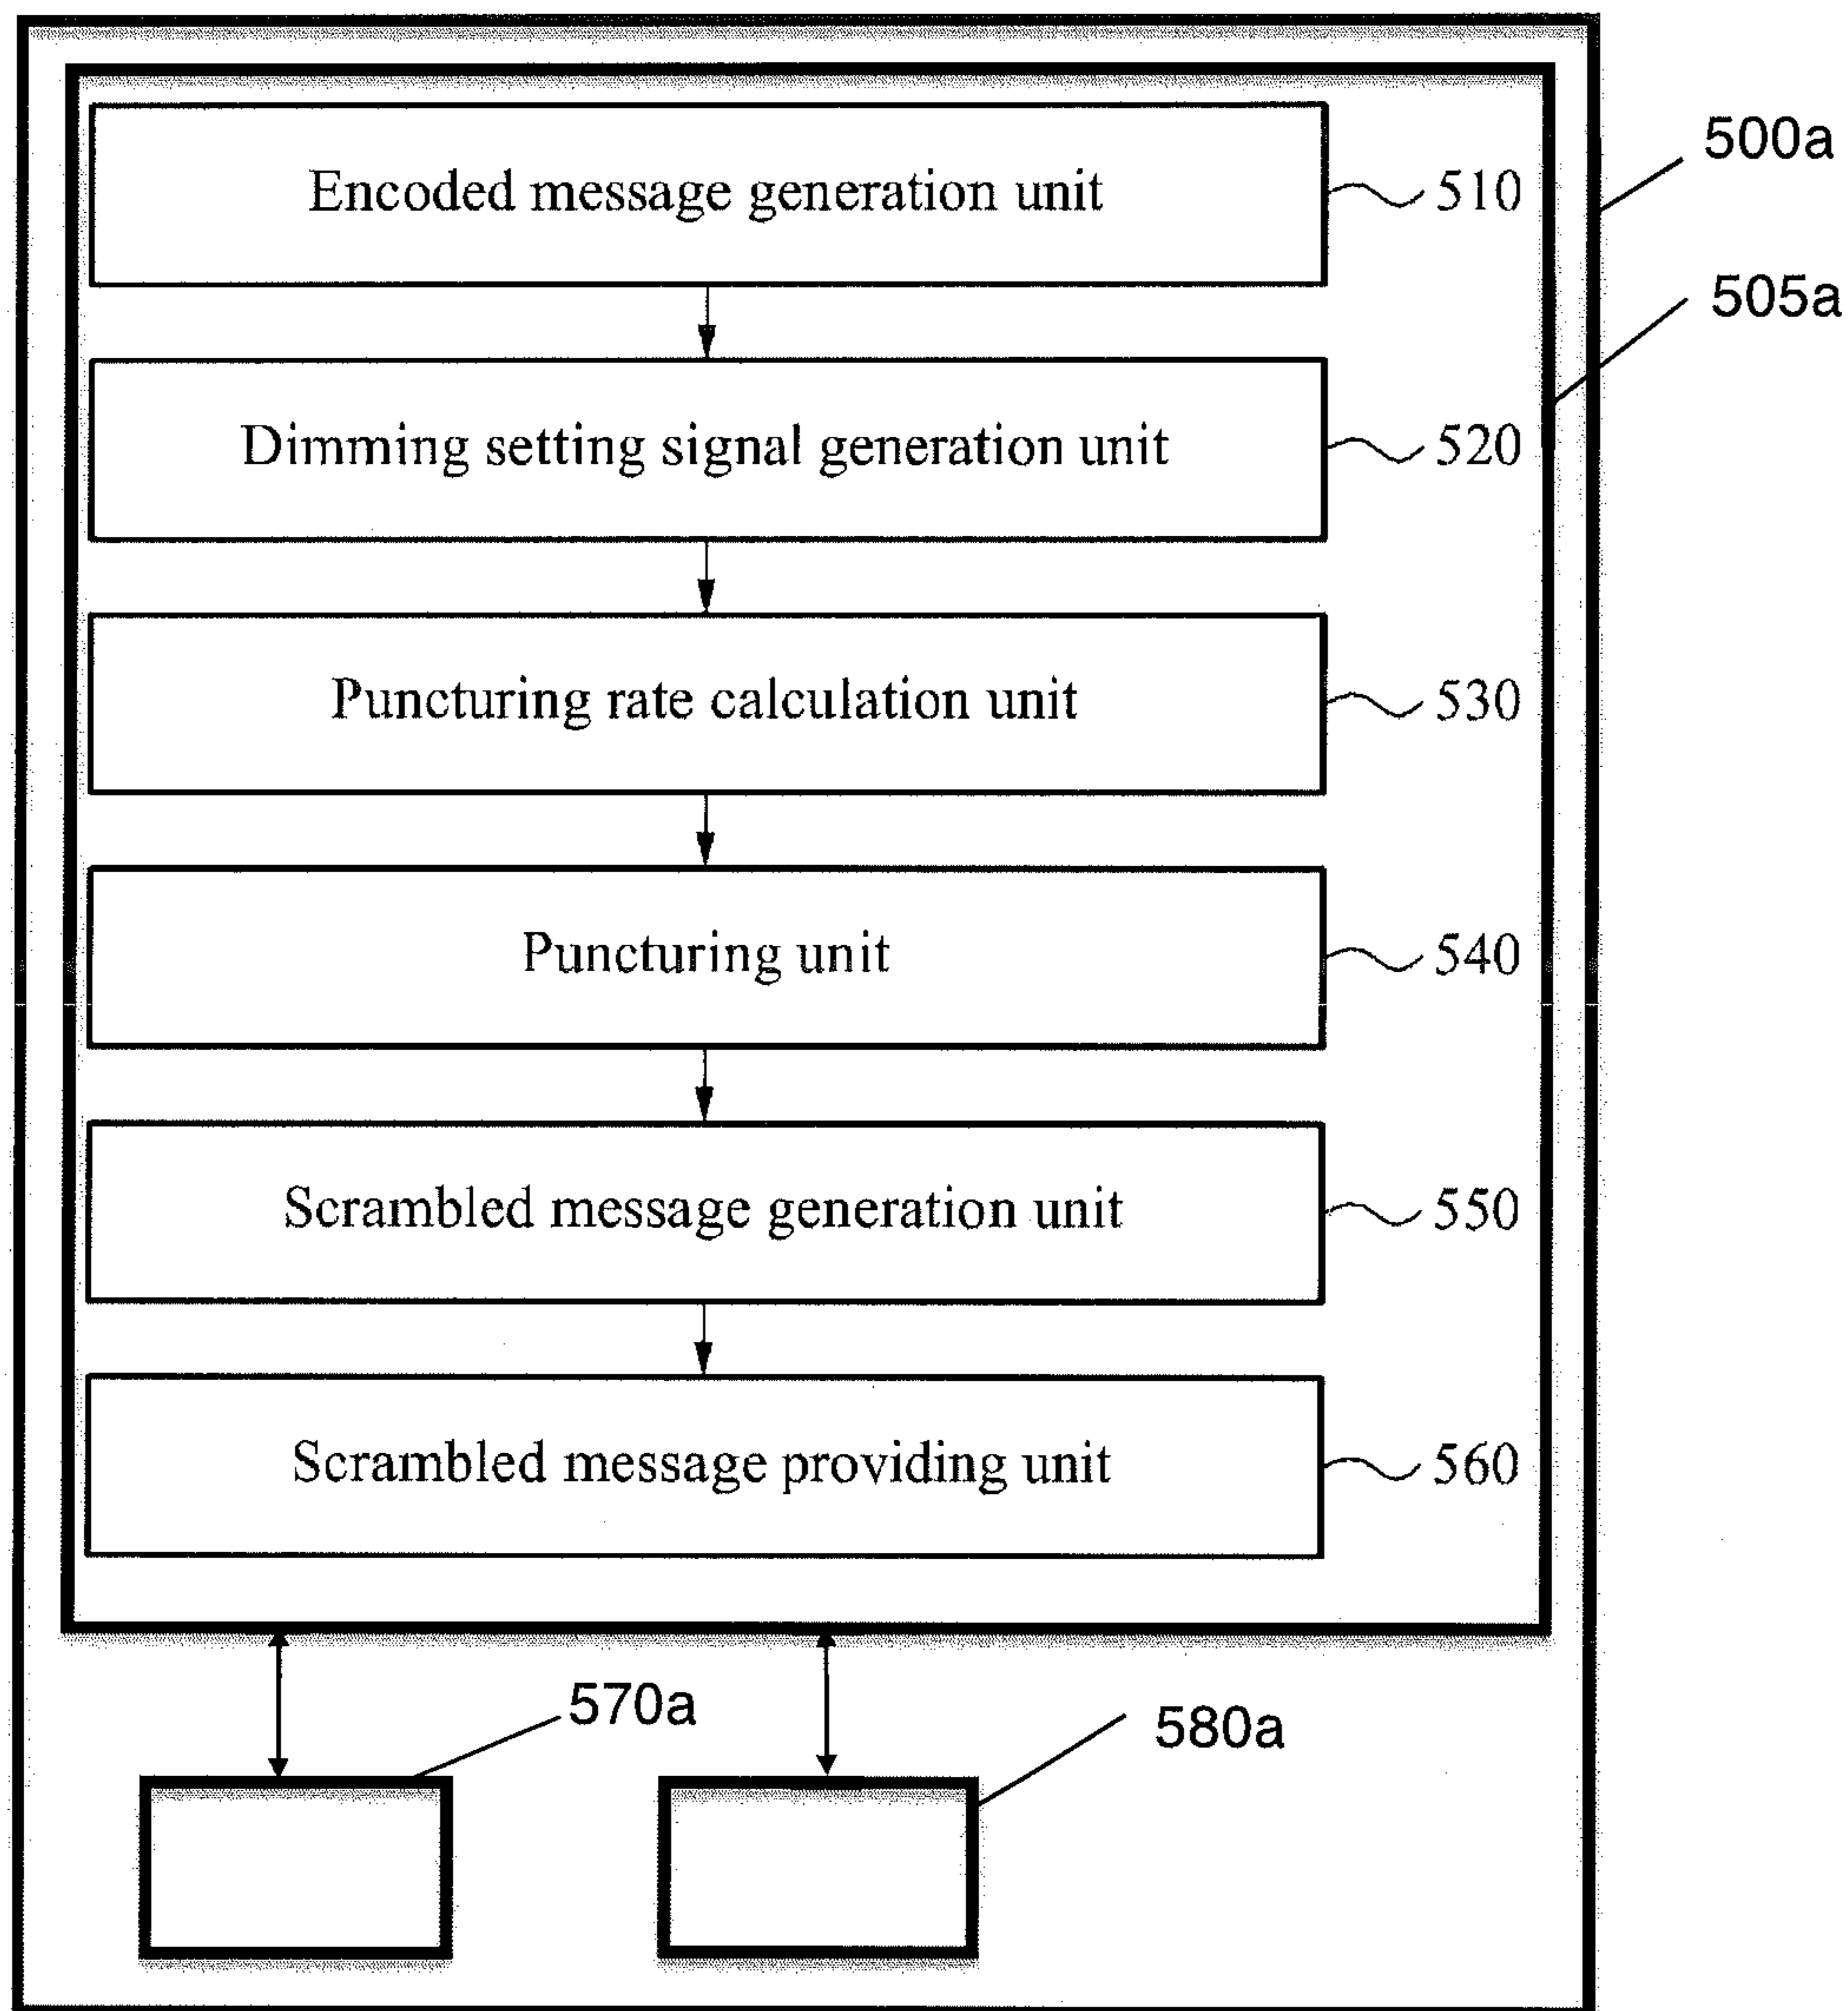 500a
Encoded message generation unit 510
505a
Dimming setting signal generation unit 520
Puncturing rate calculation unit 530
Puncturing unit 540
Scrambled message generation unit 550
Scrambled message providing unit 560
570a
580a